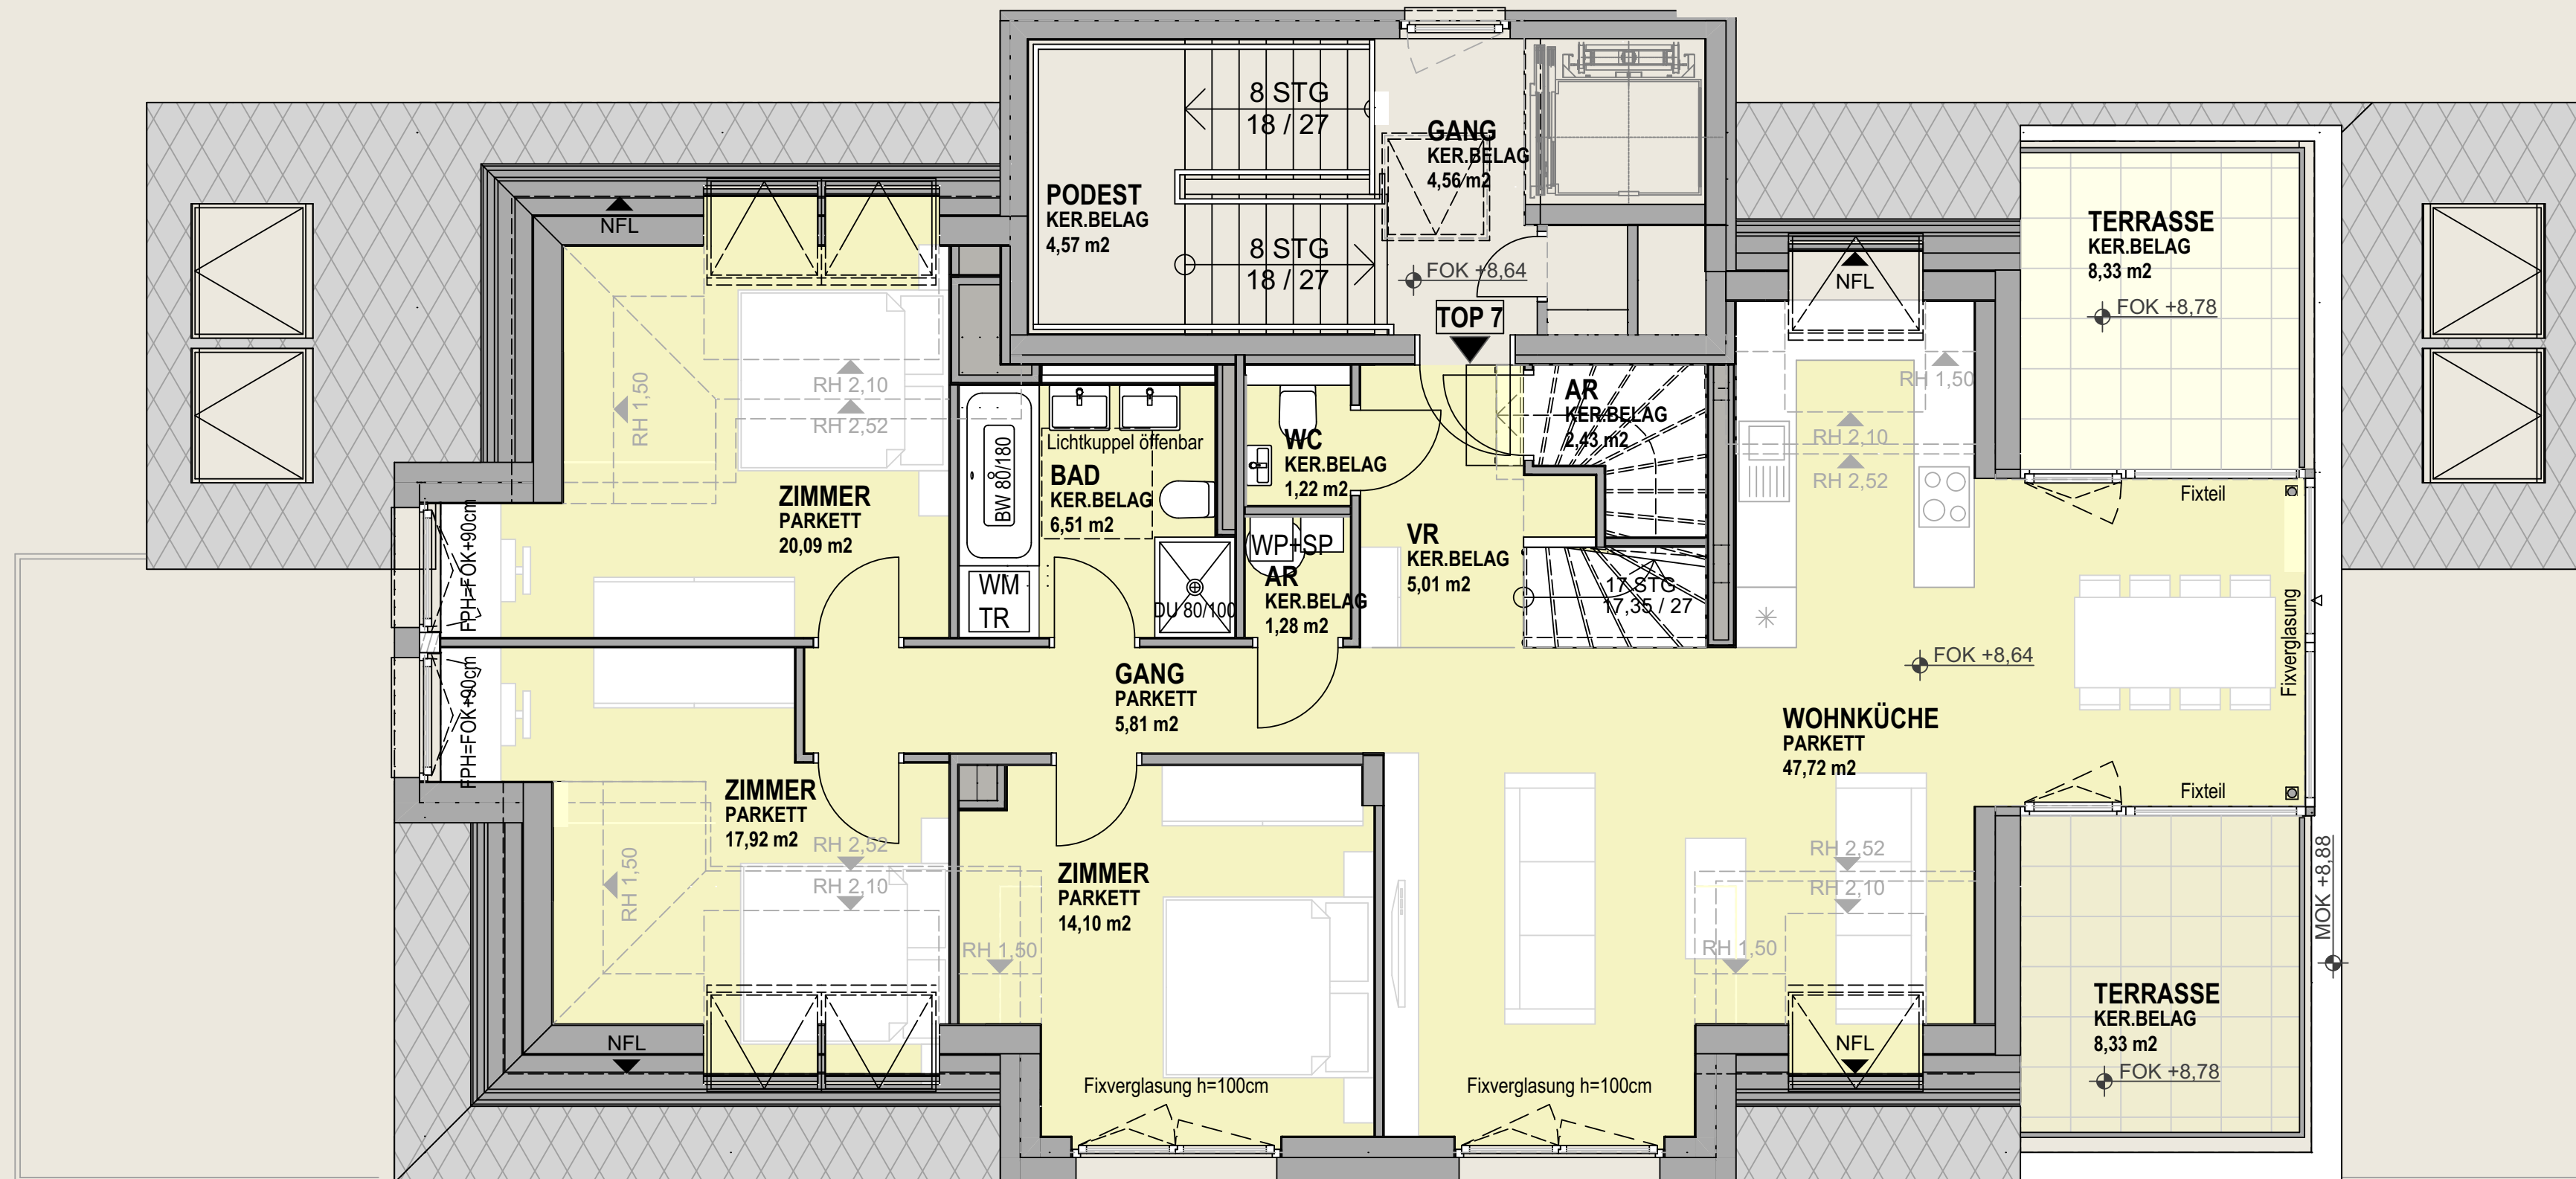 8 STG
18 / 27
GANG
KER.BELAG
4,56 m2
PODEST
KER.BELAG
4,57 m2
8 STG
18 / 27
FOK +8,64
TOP 7
NFL
NFL
TERRASSE
KER.BELAG
8,33 m2
FOK +8,78
RH 1,50
RH 2,10
RH 2,52
RH 1,50
RH 2,10
RH 2,52
AR
KER.BELAG
2,43 m2
Lichtkuppel öffenbar
BAD
KER.BELAG
6,51 m2
BW 80/180
WC
KER.BELAG
1,22 m2
ZIMMER
PARKETT
20,09 m2
Fixteil
FPH=FOK+90cm
WP+SP
AR
KER.BELAG
1,28 m2
VR
KER.BELAG
5,01 m2
WM
TR
DU 80/100
17 STG
17,35 / 27
Fixverglasung
FOK +8,64
FPH=FOK+90cm
GANG
PARKETT
5,81 m2
WOHNKÜCHE
PARKETT
47,72 m2
ZIMMER
PARKETT
17,92 m2
Fixteil
RH 2,52
RH 2,10
RH 1,50
ZIMMER
PARKETT
14,10 m2
RH 1,50
RH 2,52
RH 2,10
RH 1,50
MOK +8,88
TERRASSE
KER.BELAG
8,33 m2
FOK +8,78
NFL
NFL
Fixverglasung h=100cm
Fixverglasung h=100cm